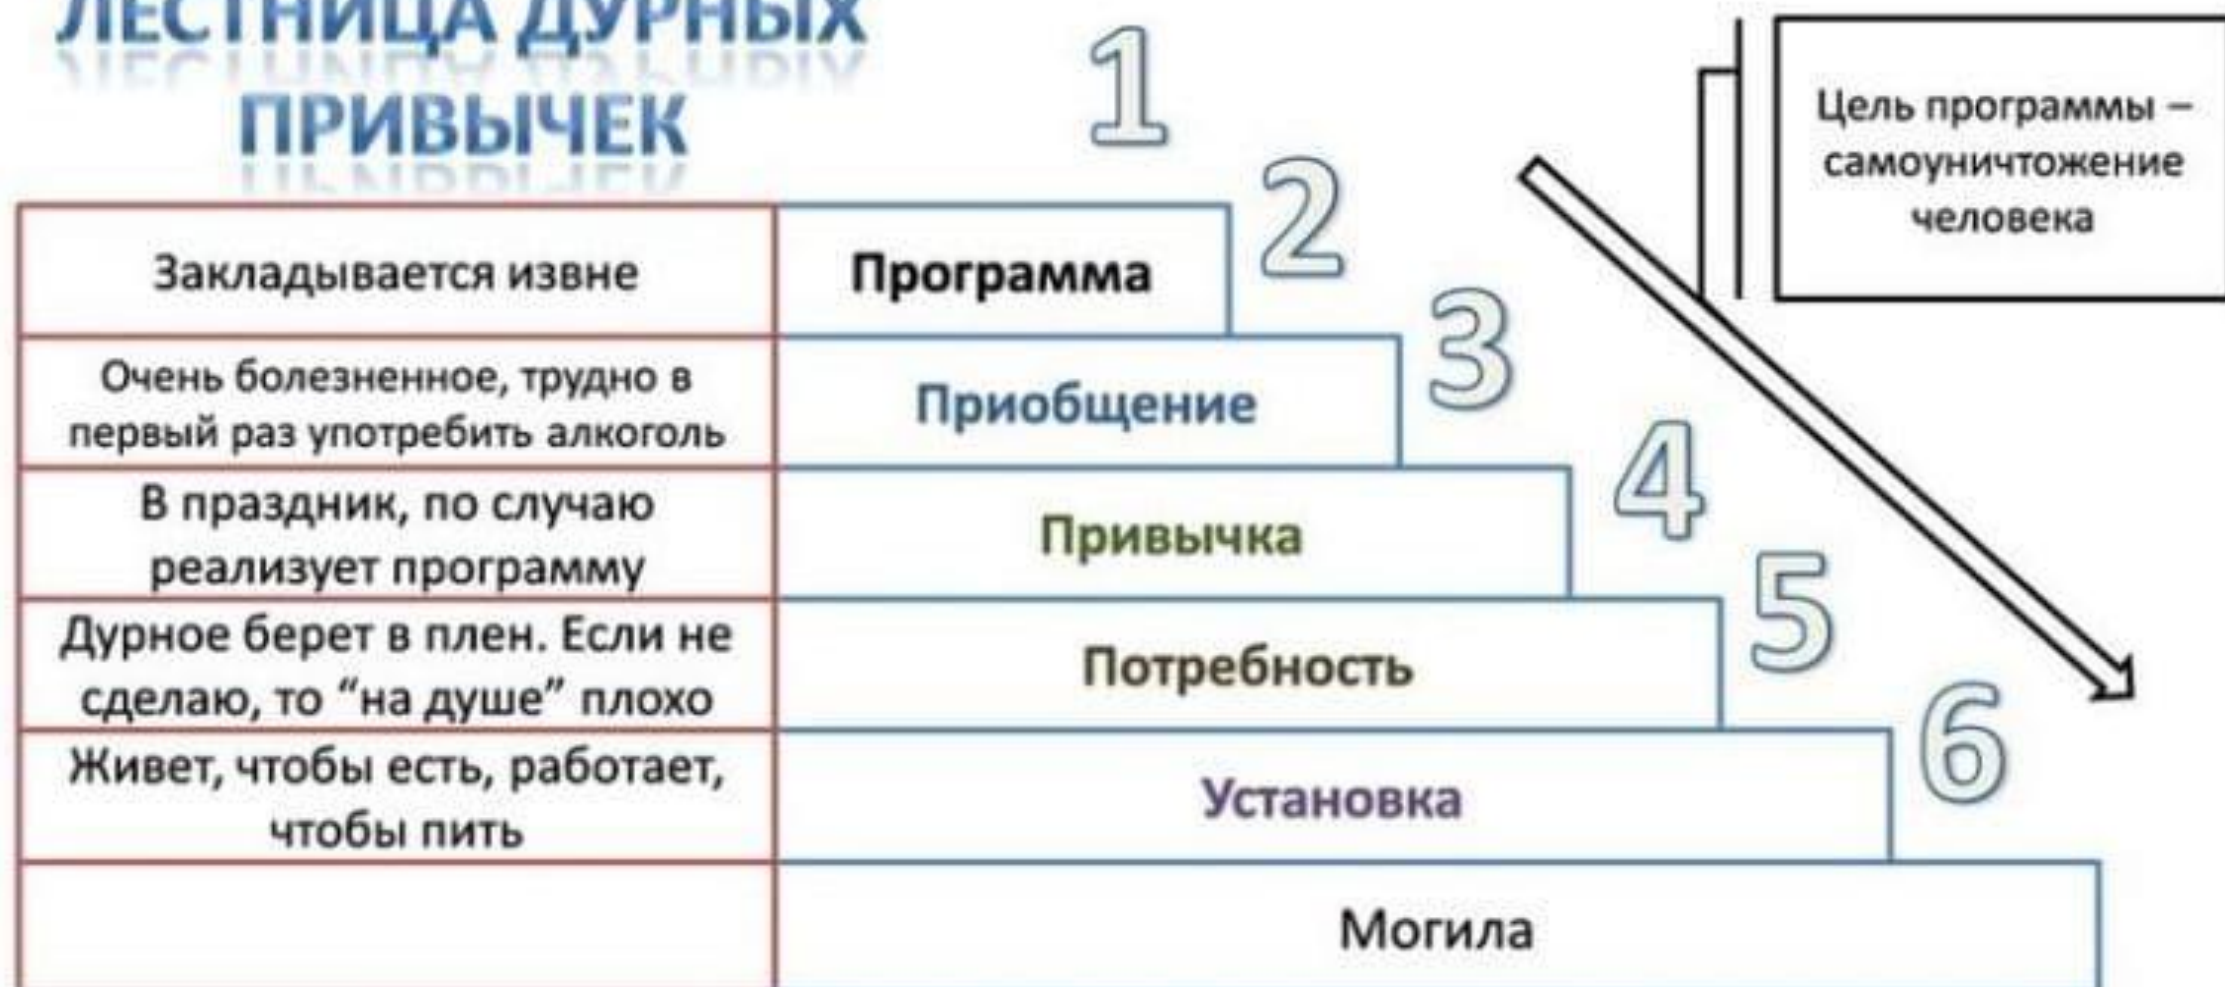 ЛЕСТНИЦА ДУРНЫХ
ПРИВЫЧЕК
1
Цель программы –
самоуничтожение
человека
2
Закладывается извне
Программа
3
Очень болезненное, трудно в
первый раз употребить алкоголь
Приобщение
4
В праздник, по случаю
реализует программу
Привычка
5
Дурное берет в плен. Если не
сделаю, то “на душе” плохо
Потребность
6
Живет, чтобы есть, работает,
чтобы пить
Установка
Могила